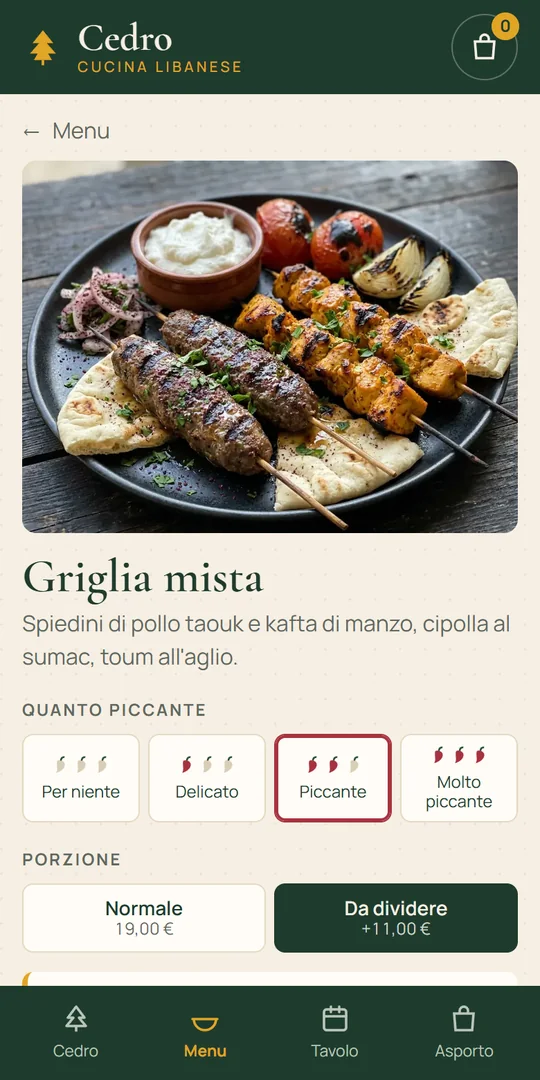 Cedro
CUCINA LIBANESE
0
← Menu
Griglia mista
Spiedini di pollo taouk e kafta di manzo, cipolla al
sumac, toum all'aglio.
QUANTO PICCANTE
Per niente
Delicato
Piccante
Molto
piccante
PORZIONE
Normale
19,00 €
Da dividere
+11,00 €
Cedro
Menu
Tavolo
Asporto